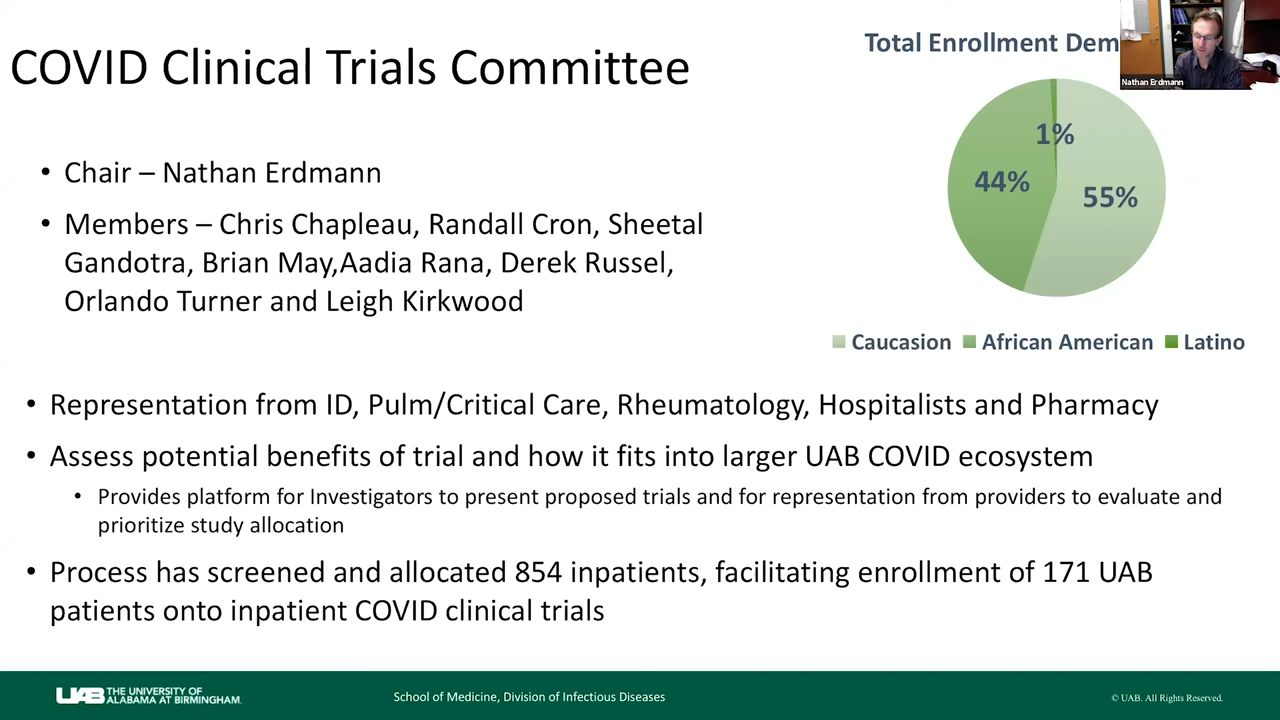 COVID Clinical Trials Committee
Total Enrollment Dem
Nathan Erdmann
1%
44%
55%
Caucasion African American Latino
• Chair – Nathan Erdmann
• Members – Chris Chapleau, Randall Cron, Sheetal
Gandotra, Brian May,Aadia Rana, Derek Russel,
Orlando Turner and Leigh Kirkwood
• Representation from ID, Pulm/Critical Care, Rheumatology, Hospitalists and Pharmacy
• Assess potential benefits of trial and how it fits into larger UAB COVID ecosystem
• Provides platform for Investigators to present proposed trials and for representation from providers to evaluate and
prioritize study allocation
• Process has screened and allocated 854 inpatients, facilitating enrollment of 171 UAB
patients onto inpatient COVID clinical trials
UAB THE UNIVERSITY OF
ALABAMA AT BIRMINGHAM.
School of Medicine, Division of Infectious Diseases
© UAB. All Rights Reserved.